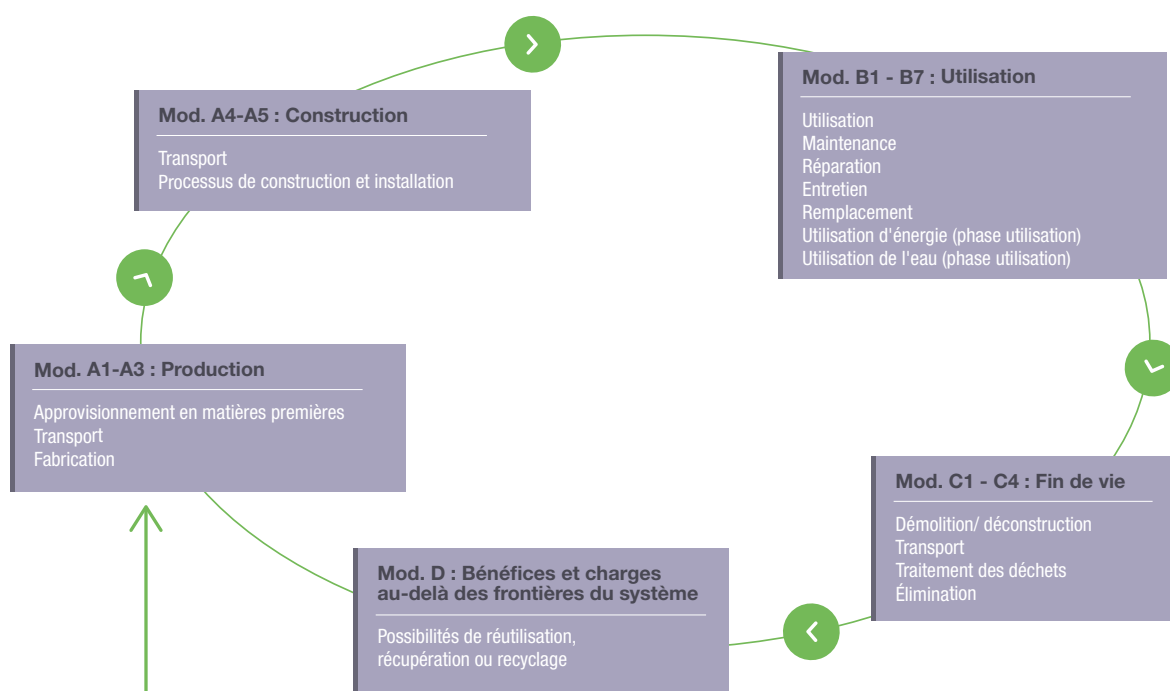 Mod. A4-A5 : Construction
Transport
Processus de construction et installation
Mod. B1 - B7 : Utilisation
Utilisation
Maintenance
Réparation
Entretien
Remplacement
Utilisation d'énergie (phase utilisation)
Utilisation de l'eau (phase utilisation)
Mod. A1-A3 : Production
Approvisionnement en matières premières
Transport
Fabrication
Mod. C1 - C4 : Fin de vie
Démolition/ déconstruction
Transport
Traitement des déchets
Élimination
Mod. D : Bénéfices et charges
au-delà des frontières du système
Possibilités de réutilisation,
récupération ou recyclage